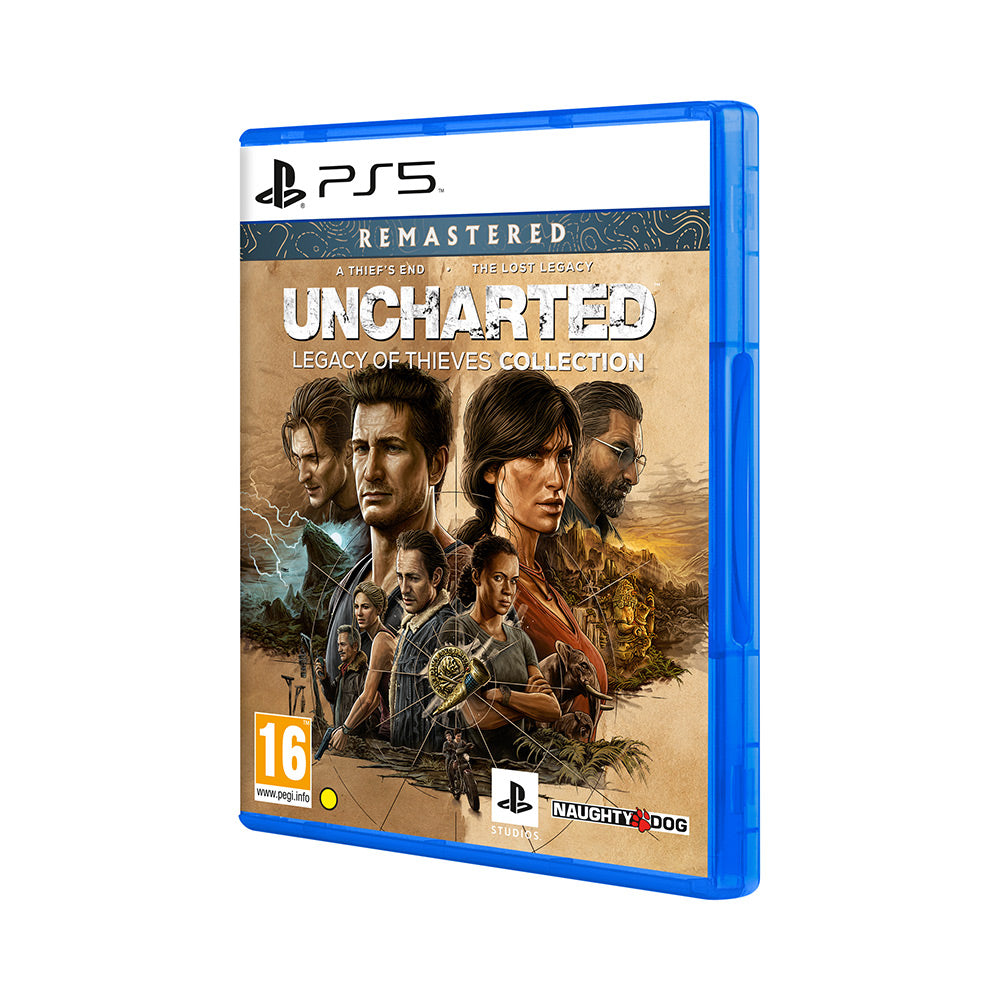 PS5
REMASTERED
A THIEF'S END · THE LOST LEGACY
UNCHARTED
LEGACY OF THIEVES COLLECTION
16
www.pegi.info
STUDIOS
NAUGHTY DOG